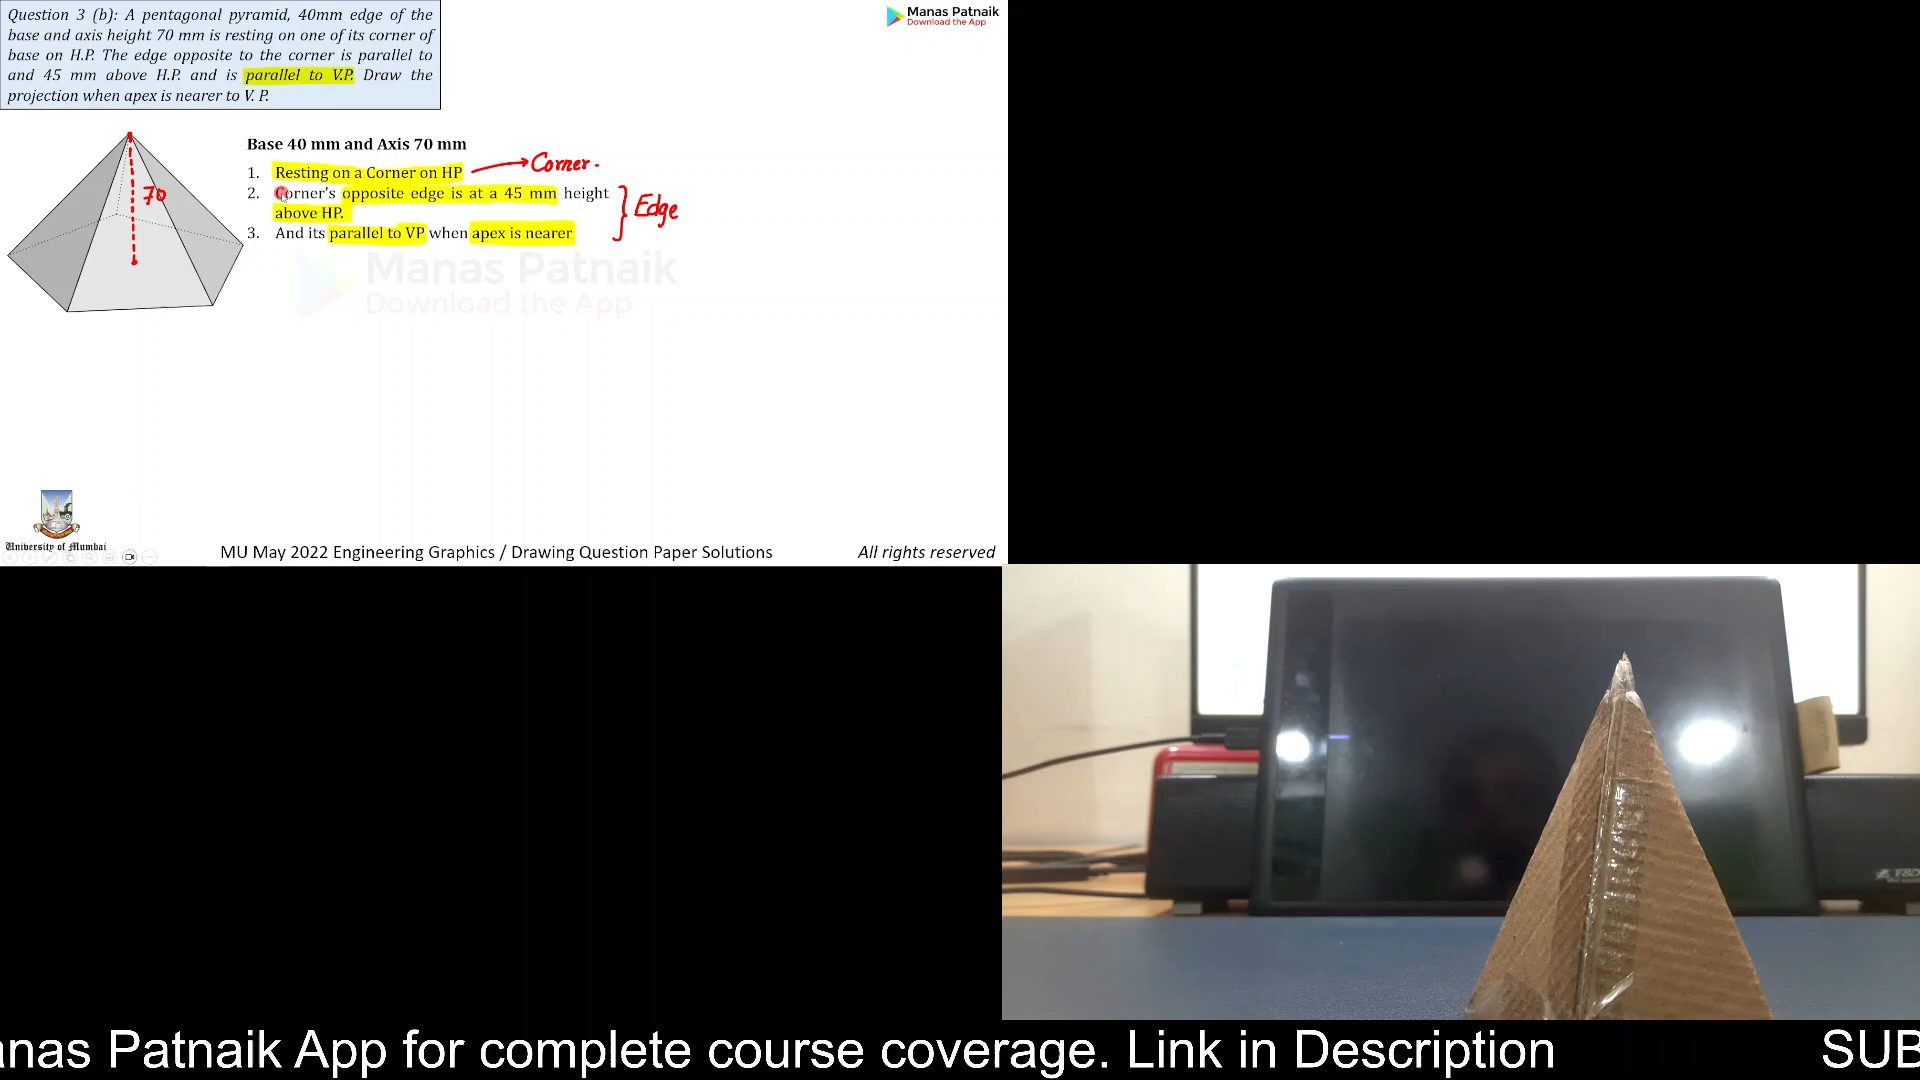 Question 3 (b): A pentagonal pyramid, 40mm edge of the
base and axis height 70 mm is resting on one of its corner of
base on H.P. The edge opposite to the corner is parallel to
and 45 mm above H.P. and is parallel to V.P. Draw the
projection when apex is nearer to V. P.
Manas Patnaik
Download the App
Base 40 mm and Axis 70 mm
1. Resting on a Corner on HP
Corner.
2. Corner's opposite edge is at a 45 mm height
above HP.
Edge
3. And its parallel to VP when apex is nearer
70
Manas Patnaik
Download the App
University of Mumbai
MU May 2022 Engineering Graphics / Drawing Question Paper Solutions
All rights reserved
F&D
anas Patnaik App for complete course coverage. Link in Description
SUB